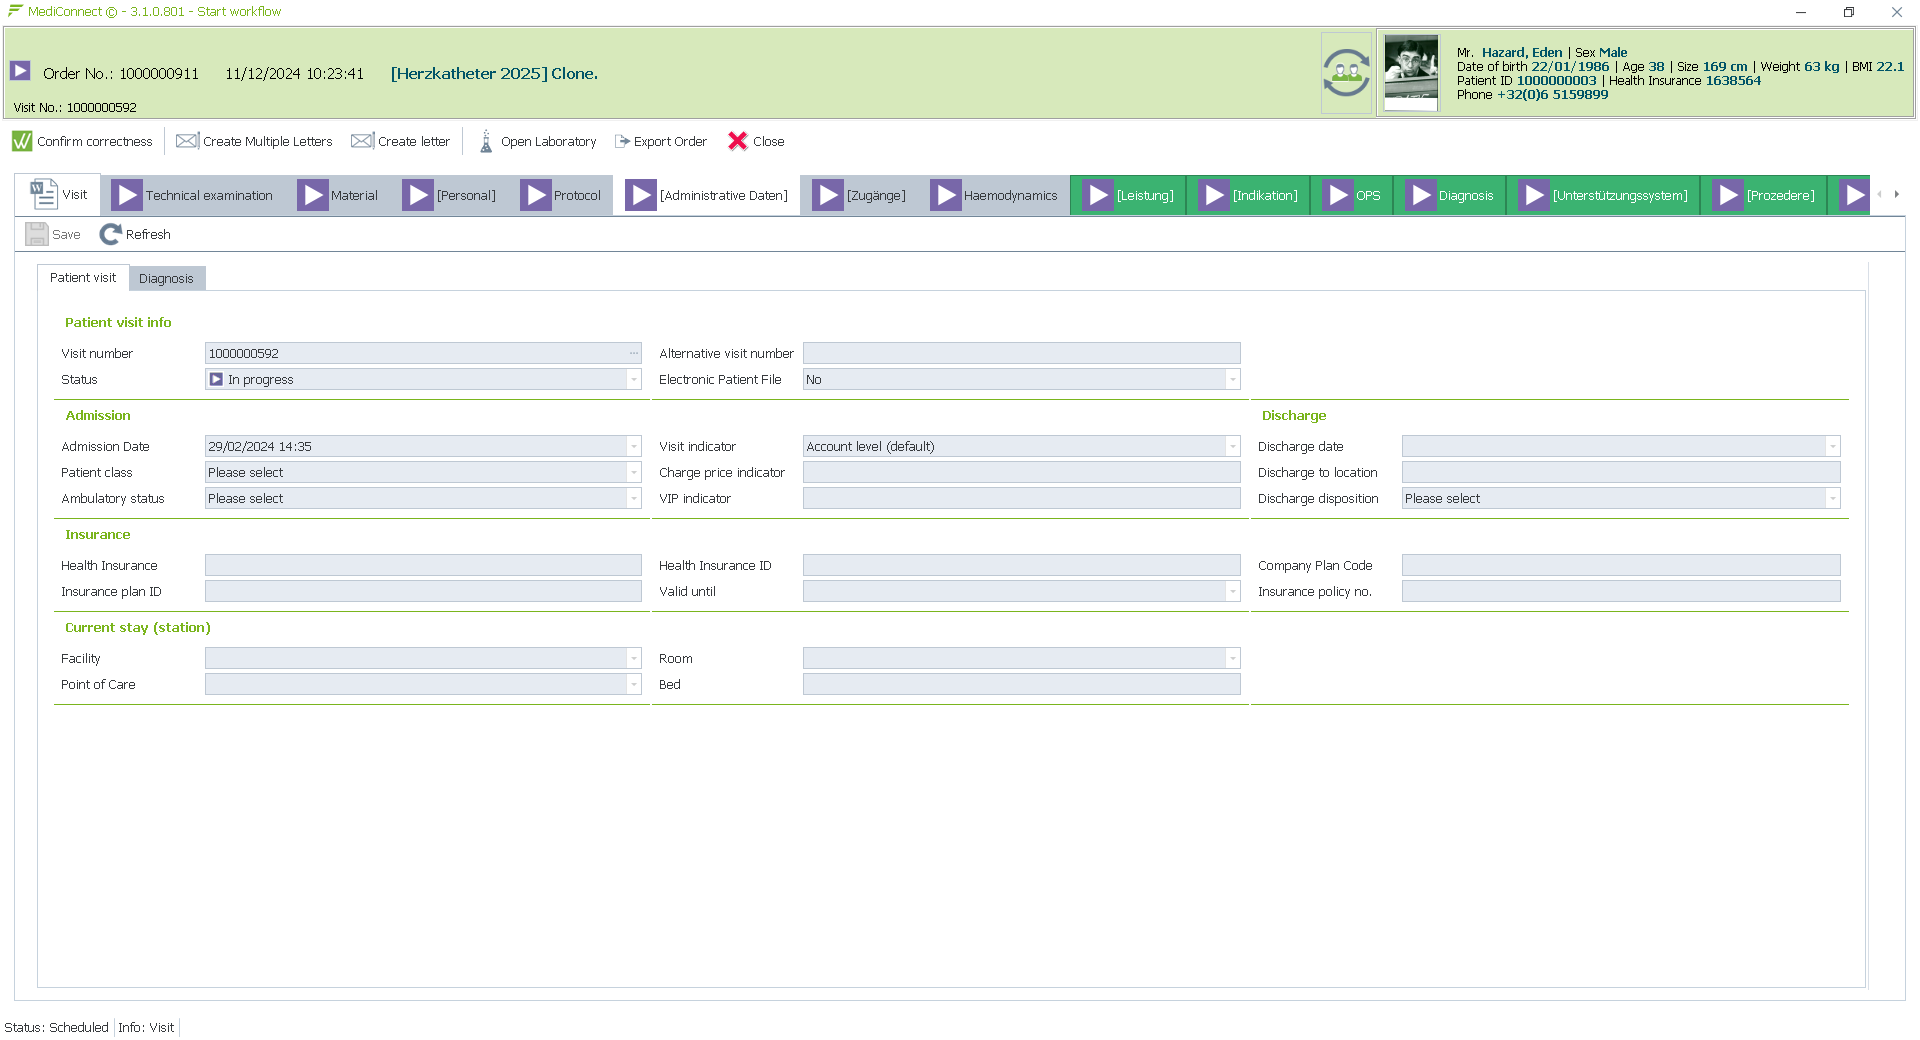 MediConnect © - 3.1.0.801 - Start workflow
Order No.: 1000000911 11/12/2024 10:23:41 [Herzkatheter 2025] Clone.
Visit No.: 1000000592
Mr. Hazard, Eden | Sex Male
Date of birth 22/01/1986 | Age 38 | Size 169 cm | Weight 63 kg | BMI 22.1
Patient ID 1000000003 | Health Insurance 1638564
Phone +32(0)6 5159899
Confirm correctness Create Multiple Letters Create letter Open Laboratory Export Order Close
Visit Technical examination Material [Personal] Protocol [Administrative Daten] [Zugänge] Haemodynamics [Leistung] [Indikation] OPS Diagnosis [Unterstützungssystem] [Prozedere]
Save Refresh
Patient visit Diagnosis
Patient visit info
Visit number 1000000592 ... Alternative visit number
Status In progress Electronic Patient File No
Admission Discharge
Admission Date 29/02/2024 14:35 Visit indicator Account level (default) Discharge date
Patient class Please select Charge price indicator Discharge to location
Ambulatory status Please select VIP indicator Discharge disposition Please select
Insurance
Health Insurance Health Insurance ID Company Plan Code
Insurance plan ID Valid until Insurance policy no.
Current stay (station)
Facility Room
Point of Care Bed
Status: Scheduled Info: Visit